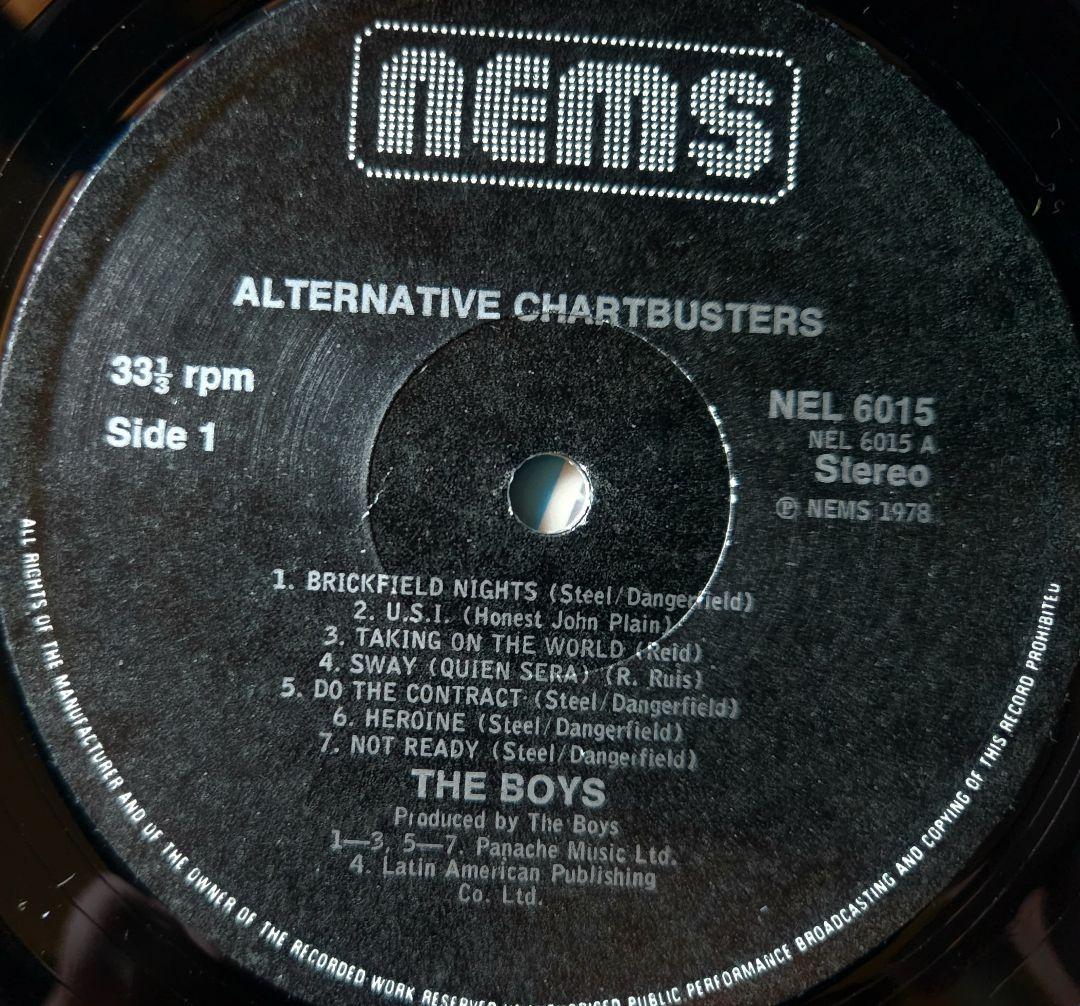 nems
ALTERNATIVE CHARTBUSTERS
33⅓ rpm
Side 1
NEL 6015
NEL 6015 A
Stereo
℗ NEMS 1978
1. BRICKFIELD NIGHTS (Steel/Dangerfield)
2. U.S.I. (Honest John Plain)
3. TAKING ON THE WORLD (Reid)
4. SWAY (QUIEN SERA) (R. Ruis)
5. DO THE CONTRACT (Steel/Dangerfield)
6. HEROINE (Steel/Dangerfield)
7. NOT READY (Steel/Dangerfield)
THE BOYS
Produced by The Boys
1—3, 5—7. Panache Music Ltd.
4. Latin American Publishing
Co. Ltd.
ALL RIGHTS OF THE MANUFACTURER AND OF THE OWNER OF THE RECORDED WORK RESERVED PUBLIC PERFORMANCE BROADCASTING AND COPYING OF THIS RECORD PROHIBITED